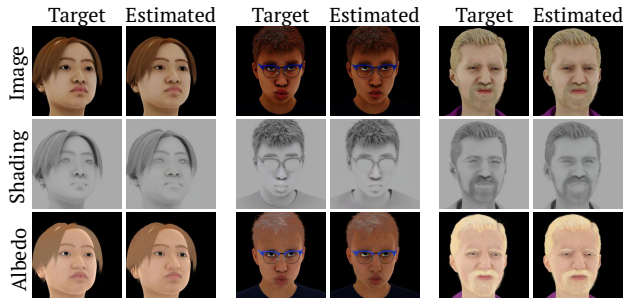 Target Estimated Target Estimated Target Estimated
Image
Shading
Albedo